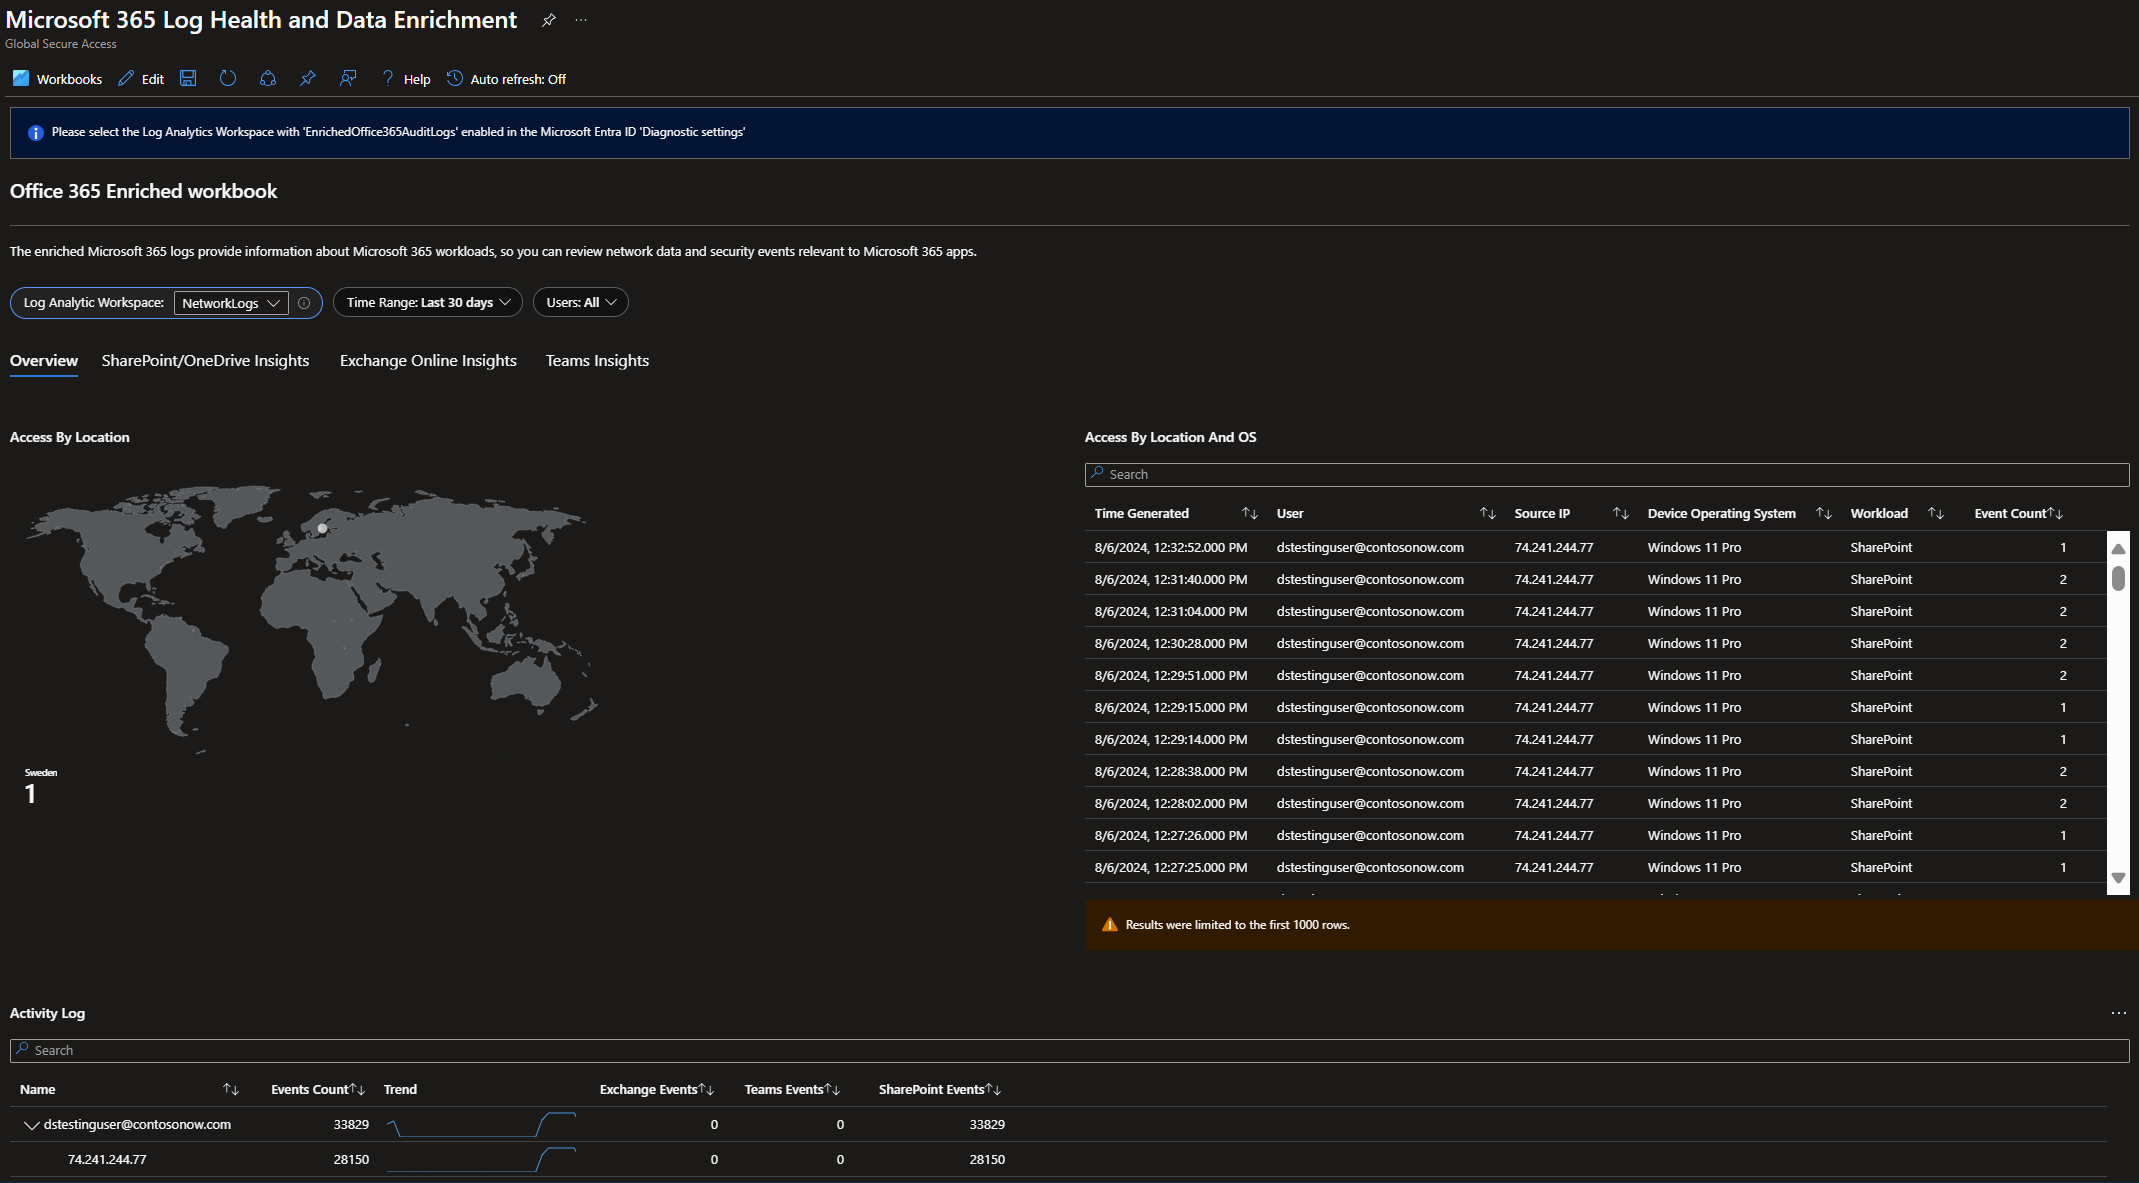 Microsoft 365 Log Health and Data Enrichment ...
Global Secure Access
Workbooks Edit Help Auto refresh: Off
Please select the Log Analytics Workspace with 'EnrichedOffice365AuditLogs' enabled in the Microsoft Entra ID 'Diagnostic settings'
Office 365 Enriched workbook
The enriched Microsoft 365 logs provide information about Microsoft 365 workloads, so you can review network data and security events relevant to Microsoft 365 apps.
Log Analytic Workspace: NetworkLogs Time Range: Last 30 days Users: All
Overview SharePoint/OneDrive Insights Exchange Online Insights Teams Insights
Access By Location
Sweden
1
Access By Location And OS
Search
Time Generated User Source IP Device Operating System Workload Event Count
8/6/2024, 12:32:52.000 PM dstestinguser@contosonow.com 74.241.244.77 Windows 11 Pro SharePoint 1
8/6/2024, 12:31:40.000 PM dstestinguser@contosonow.com 74.241.244.77 Windows 11 Pro SharePoint 2
8/6/2024, 12:31:04.000 PM dstestinguser@contosonow.com 74.241.244.77 Windows 11 Pro SharePoint 2
8/6/2024, 12:30:28.000 PM dstestinguser@contosonow.com 74.241.244.77 Windows 11 Pro SharePoint 2
8/6/2024, 12:29:51.000 PM dstestinguser@contosonow.com 74.241.244.77 Windows 11 Pro SharePoint 2
8/6/2024, 12:29:15.000 PM dstestinguser@contosonow.com 74.241.244.77 Windows 11 Pro SharePoint 1
8/6/2024, 12:29:14.000 PM dstestinguser@contosonow.com 74.241.244.77 Windows 11 Pro SharePoint 1
8/6/2024, 12:28:38.000 PM dstestinguser@contosonow.com 74.241.244.77 Windows 11 Pro SharePoint 2
8/6/2024, 12:28:02.000 PM dstestinguser@contosonow.com 74.241.244.77 Windows 11 Pro SharePoint 2
8/6/2024, 12:27:26.000 PM dstestinguser@contosonow.com 74.241.244.77 Windows 11 Pro SharePoint 1
8/6/2024, 12:27:25.000 PM dstestinguser@contosonow.com 74.241.244.77 Windows 11 Pro SharePoint 1
Results were limited to the first 1000 rows.
Activity Log ...
Search
Name Events Count Trend Exchange Events Teams Events SharePoint Events
dstestinguser@contosonow.com 33829 0 0 33829
74.241.244.77 28150 0 0 28150